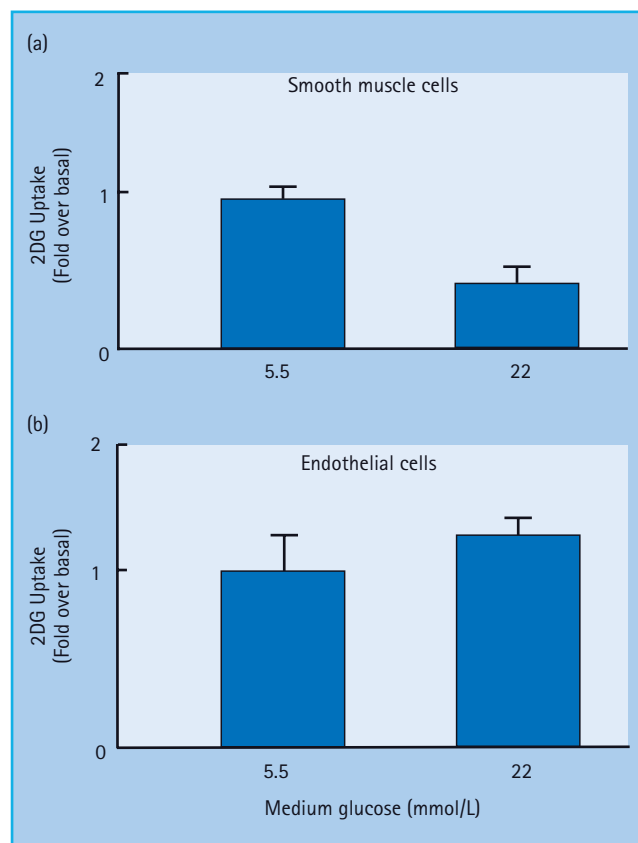 (a)
Smooth muscle cells
2DG Uptake
(Fold over basal)
2
1
0
5.5 22
(b)
Endothelial cells
2DG Uptake
(Fold over basal)
2
1
0
5.5 22
Medium glucose (mmol/L)